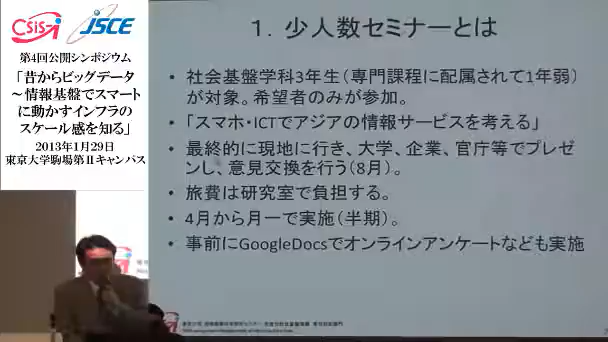 CSiS
JSCE
第4回公開シンポジウム
「昔からビッグデータ
～情報基盤でスマート
に動かすインフラの
スケール感を知る」
2013年1月29日
東京大学駒場第Ⅱキャンパス
1．少人数セミナーとは
• 社会基盤学科3年生（専門課程に配属されて1年弱）
が対象。希望者のみが参加。
• 「スマホ・ICTでアジアの情報サービスを考える」
• 最終的に現地に行き、大学、企業、官庁等でプレゼ
ンし、意見交換を行う（8月）。
• 旅費は研究室で負担する。
• 4月から月一で実施（半期）。
• 事前にGoogleDocsでオンラインアンケートなども実施